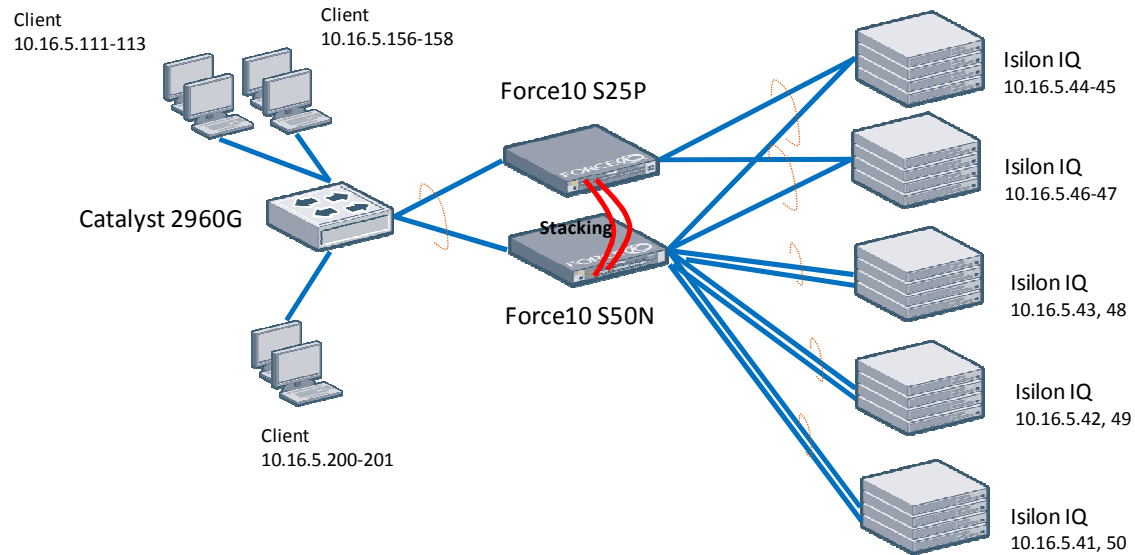 Client
10.16.5.111-113
Client
10.16.5.156-158
Force10 S25P
Isilon IQ
10.16.5.44-45
Isilon IQ
10.16.5.46-47
Catalyst 2960G
Stacking
Force10 S50N
Isilon IQ
10.16.5.43, 48
Isilon IQ
10.16.5.42, 49
Client
10.16.5.200-201
Isilon IQ
10.16.5.41, 50